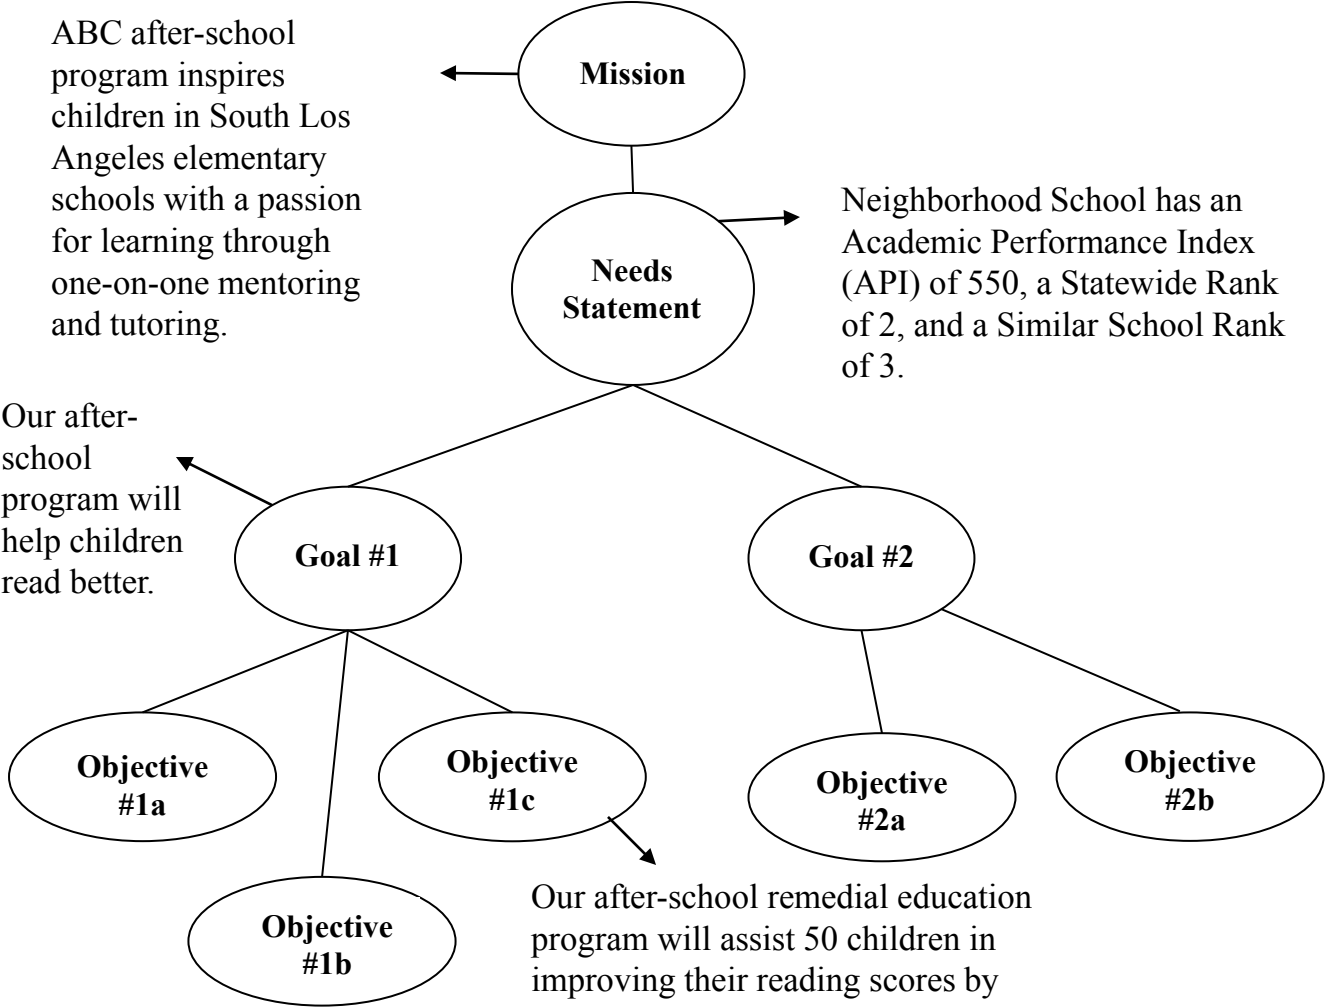 ABC after-school
program inspires
children in South Los
Angeles elementary
schools with a passion
for learning through
one-on-one mentoring
and tutoring.
Mission
Needs
Statement
Neighborhood School has an
Academic Performance Index
(API) of 550, a Statewide Rank
of 2, and a Similar School Rank
of 3.
Our after-
school
program will
help children
read better.
Goal #1
Goal #2
Objective
#1a
Objective
#1b
Objective
#1c
Objective
#2a
Objective
#2b
Our after-school remedial education
program will assist 50 children in
improving their reading scores by